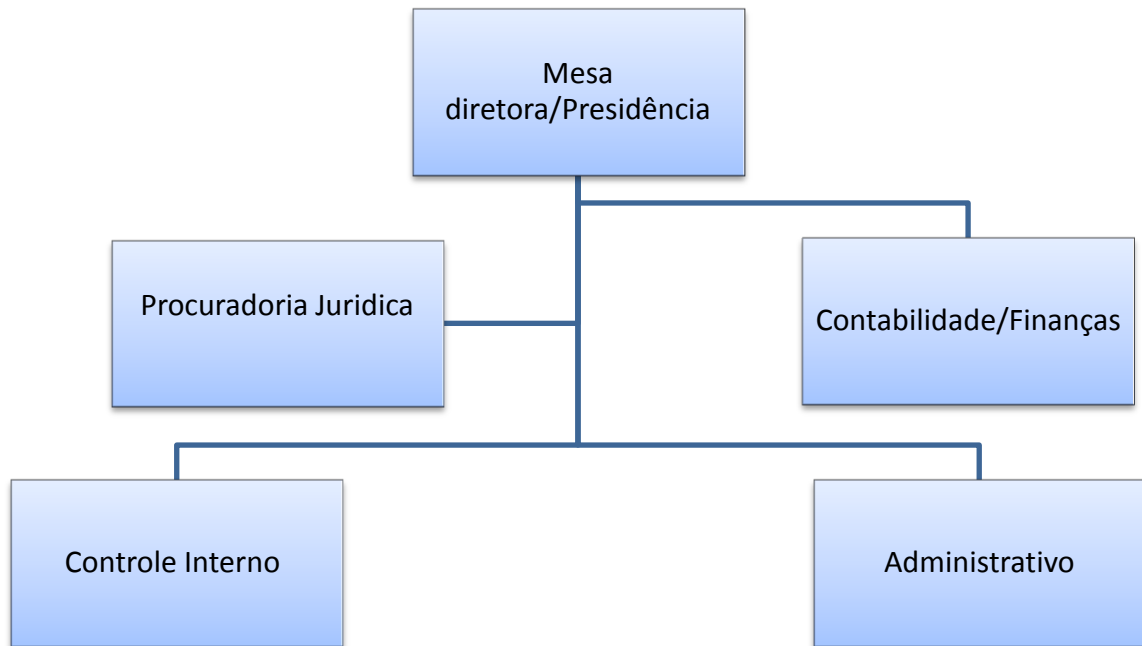 Mesa
diretora/Presidência
Procuradoria Juridica
Contabilidade/Finanças
Controle Interno
Administrativo